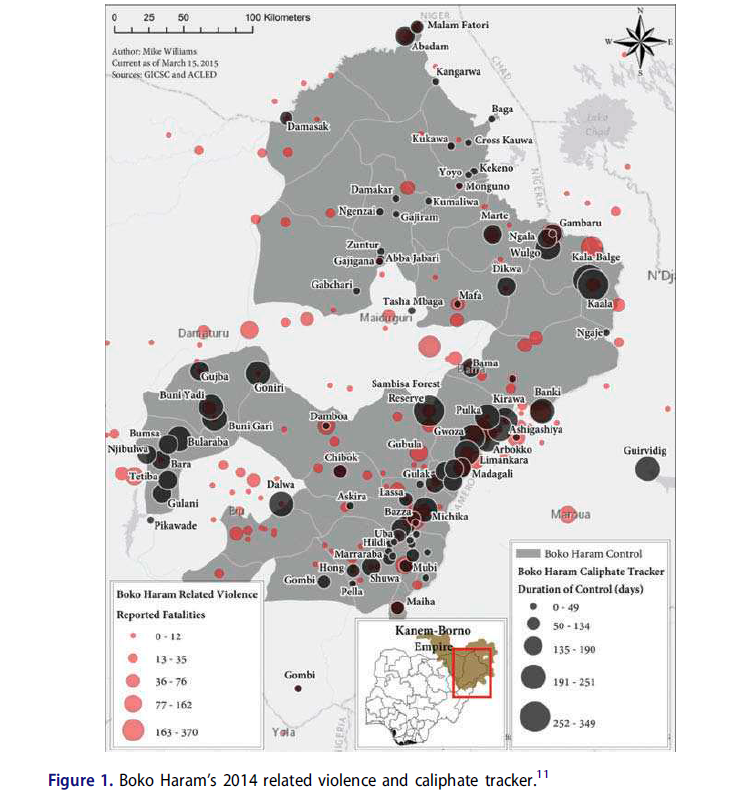 0 25 50 100 Kilometers
Author: Mike Williams
Current as of March 15, 2015
Sources: GICSC and ACLED
N
W
E
S
NIGER
Malam Fatori
Abadam
CHAD
Kangarwa
Baga
Lake
Chad
Damasak
Kukawa
Cross Kauwa
Yoyo
Kekeno
Monguno
NIGERIA
Damakar
Kumaliwa
Ngenzai
Gajiram
Marte
Gambaru
Ngala
Wulgo
Zuntur
Gajigana
Abba Jabari
Kala-Balge
Dikwa
N'Dj
Gabchari
Kaala
Tasha Mbaga
Mafa
Maiduguri
Damaturu
Ngaje
Gujba
Goniri
Bama
Sambisa Forest
Reserve
Buni Yadi
Buni Gari
Kirawa
Banki
Pulka
Damboa
Gwoza
Ashigashiya
Bumsa
Njibulwa
Bularaba
Bara
Gubula
Arbokko
Limankara
Guirvidig
Chibok
Tetiba
Gulak
Madagali
Gulani
Dalwa
Askira
Lassa
Pikawade
Biu
Bazza
Michika
Maroua
Uba
Hildi
Marraraba
Hong
Shuwa
Mubi
Gombi
Pella
Maiha
Boko Haram Control
Boko Haram Caliphate Tracker
Duration of Control (days)
0 - 49
50 - 134
135 - 190
191 - 251
252 - 349
Boko Haram Related Violence
Reported Fatalities
0 - 12
13 - 35
36 - 76
77 - 162
163 - 370
Kanem-Borno
Empire
Gombi
Yola
NIGERIA
Figure 1. Boko Haram's 2014 related violence and caliphate tracker.11